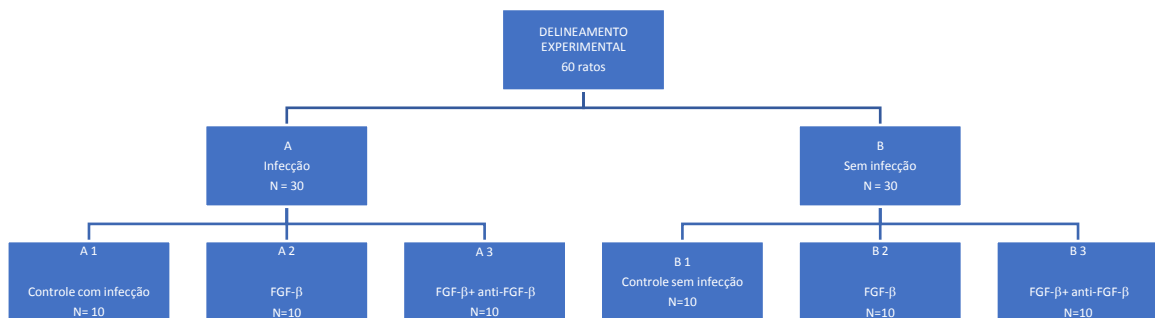 DELINEAMENTO
EXPERIMENTAL
60 ratos
A
Infecção
N = 30
B
Sem infecção
N = 30
A 1
Controle com infecção
N= 10
A 2
FGF-β
N=10
A 3
FGF-β+ anti-FGF-β
N=10
B 1
Controle sem infecção
N=10
B 2
FGF-β
N=10
B 3
FGF-β+ anti-FGF-β
N=10